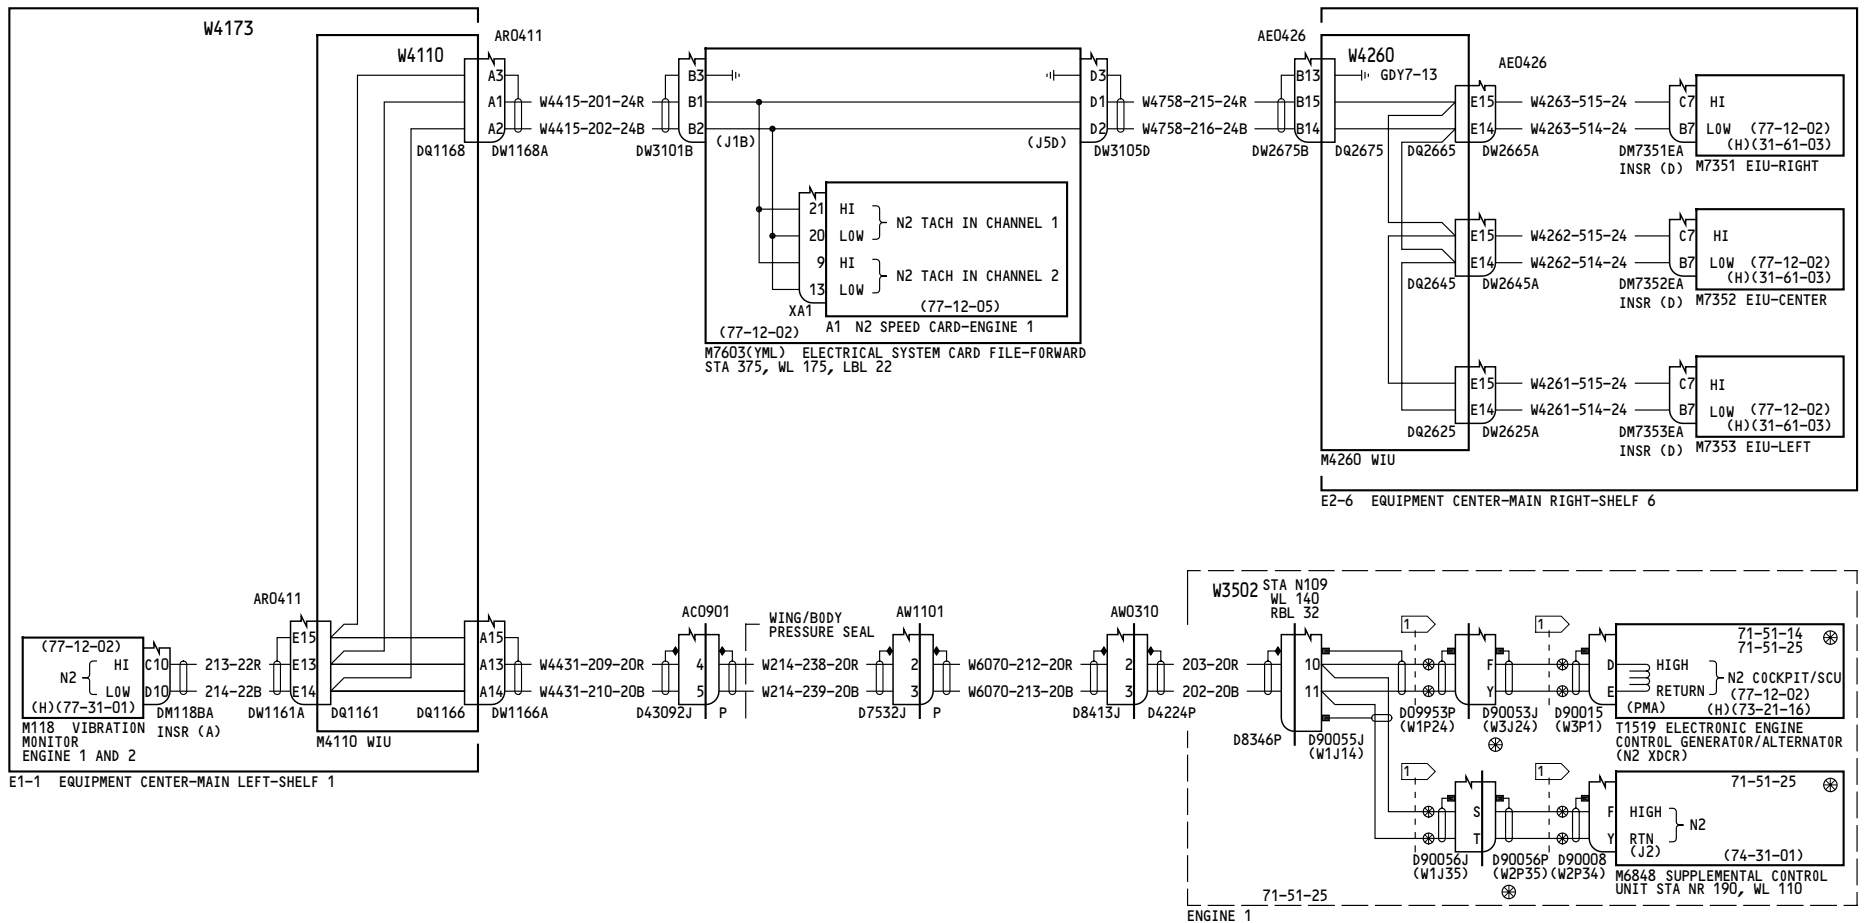 W4173
W4110
AR0411
A3
A1
A2
DQ1168
DW1168A
W4415-201-24R
W4415-202-24B
B3
B1
B2
DW3101B
(J1B)
(J5D)
D3
D1
D2
DW3105D
W4758-215-24R
W4758-216-24B
AE0426
B13
B15
B14
DW2675B
DQ2675
W4260
GDY7-13
AE0426
E15
E14
DQ2665
DW2665A
W4263-515-24
W4263-514-24
C7
B7
HI
LOW (77-12-02)
(H)(31-61-03)
DM7351EA
INSR (D)
M7351 EIU-RIGHT
21 HI
20 LOW
N2 TACH IN CHANNEL 1
9 HI
13 LOW
N2 TACH IN CHANNEL 2
(77-12-05)
XA1
A1 N2 SPEED CARD-ENGINE 1
(77-12-02)
M7603(YML) ELECTRICAL SYSTEM CARD FILE-FORWARD
STA 375, WL 175, LBL 22
E15
E14
DQ2645
DW2645A
W4262-515-24
W4262-514-24
C7
B7
HI
LOW (77-12-02)
(H)(31-61-03)
DM7352EA
INSR (D)
M7352 EIU-CENTER
E15
E14
DQ2625
DW2625A
W4261-515-24
W4261-514-24
C7
B7
HI
LOW (77-12-02)
(H)(31-61-03)
DM7353EA
INSR (D)
M7353 EIU-LEFT
M4260 WIU
E2-6 EQUIPMENT CENTER-MAIN RIGHT-SHELF 6
(77-12-02)
N2
HI
LOW
(H)(77-31-01)
M118 VIBRATION
MONITOR
ENGINE 1 AND 2
C10
D10
DM118BA
INSR (A)
213-22R
214-22B
AR0411
E15
E13
E14
DW1161A
DQ1161
M4110 WIU
DQ1166
A15
A13
A14
DW1166A
E1-1 EQUIPMENT CENTER-MAIN LEFT-SHELF 1
W4431-209-20R
W4431-210-20B
AC0901
4
5
D43092J
P
WING/BODY
PRESSURE SEAL
W214-238-20R
W214-239-20B
AW1101
2
3
D7532J
P
W6070-212-20R
W6070-213-20B
AW0310
2
3
D8413J
D4224P
203-20R
202-20B
W3502
STA N109
WL 140
RBL 32
10
11
D8346P
D90055J
(W1J14)
1
D09953P
(W1P24)
F
Y
D90053J
(W3J24)
1
D90015
(W3P1)
D
E
71-51-14
71-51-25
HIGH
RETURN
N2 COCKPIT/SCU
(77-12-02)
(PMA)
(H)(73-21-16)
T1519 ELECTRONIC ENGINE
CONTROL GENERATOR/ALTERNATOR
(N2 XDCR)
1
D90056J
(W1J35)
S
T
D90056P
(W2P35)
1
D90008
(W2P34)
F
Y
71-51-25
HIGH
RTN
N2
(J2)
(74-31-01)
M6848 SUPPLEMENTAL CONTROL
UNIT STA NR 190, WL 110
71-51-25
ENGINE 1